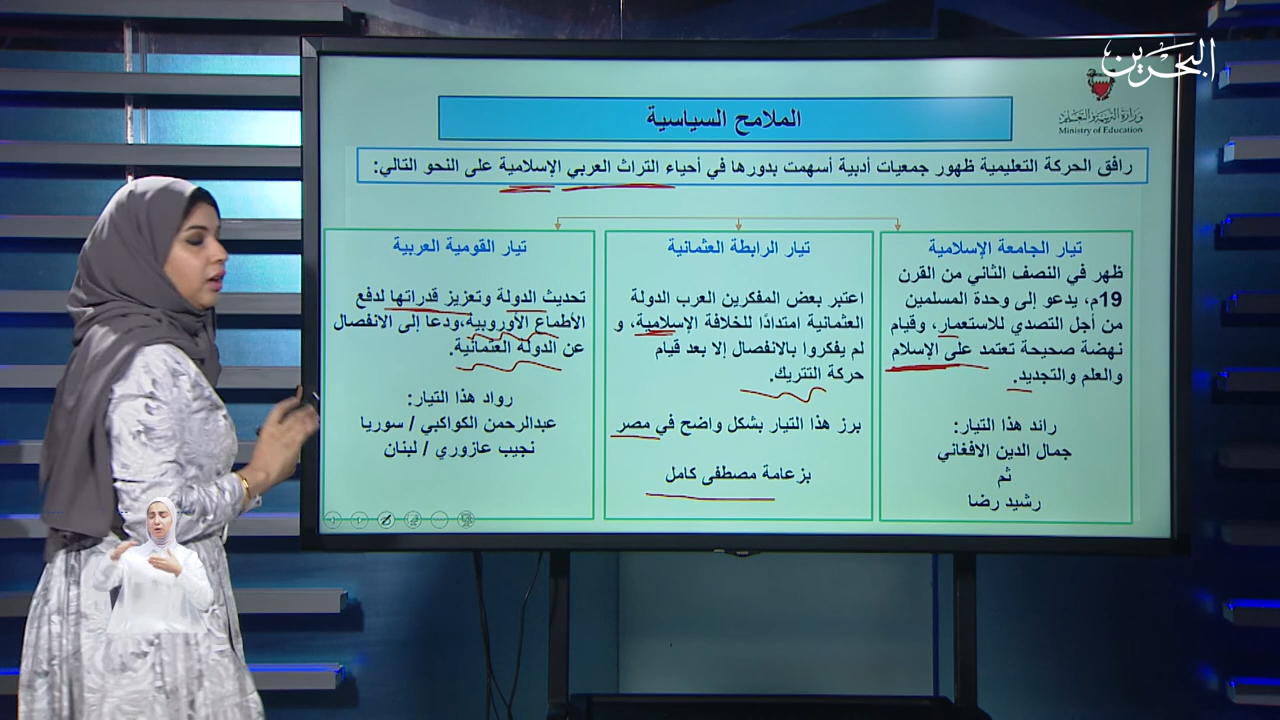 البحرين
وزارة التربية والتعليم
Ministry of Education
الملامح السياسية
رافق الحركة التعليمية ظهور جمعيات أدبية أسهمت بدورها في أحياء التراث العربي الإسلامية على النحو التالي:
تيار الجامعة الإسلامية
ظهر في النصف الثاني من القرن
19م، يدعو إلى وحدة المسلمين
من أجل التصدي للاستعمار، وقيام
نهضة صحيحة تعتمد على الإسلام
والعلم والتجديد.
رائد هذا التيار:
جمال الدين الافغاني
ثم
رشيد رضا
تيار الرابطة العثمانية
اعتبر بعض المفكرين العرب الدولة
العثمانية امتدادًا للخلافة الإسلامية، و
لم يفكروا بالانفصال إلا بعد قيام
حركة التتريك.
برز هذا التيار بشكل واضح في مصر
بزعامة مصطفى كامل
تيار القومية العربية
تحديث الدولة وتعزيز قدراتها لدفع
الأطماع الأوروبية،ودعا إلى الانفصال
عن الدولة العثمانية.
رواد هذا التيار:
عبدالرحمن الكواكبي / سوريا
نجيب عازوري / لبنان